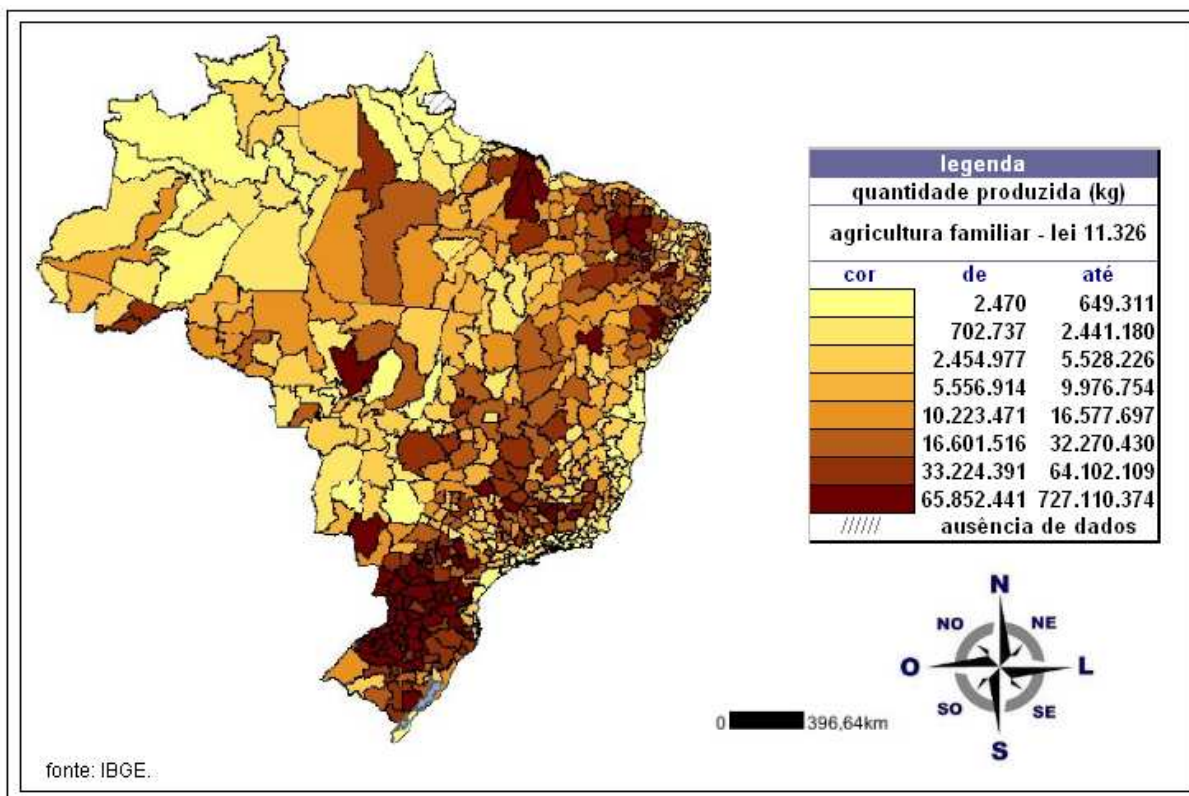 legenda
quantidade produzida (kg)
agricultura familiar - lei 11.326
cor de até
2.470 649.311
702.737 2.441.180
2.454.977 5.528.226
5.556.914 9.976.754
10.223.471 16.577.697
16.601.516 32.270.430
33.224.391 64.102.109
65.852.441 727.110.374
////// ausência de dados
N
NO NE
O L
SO SE
S
0 396,64km
fonte: IBGE.